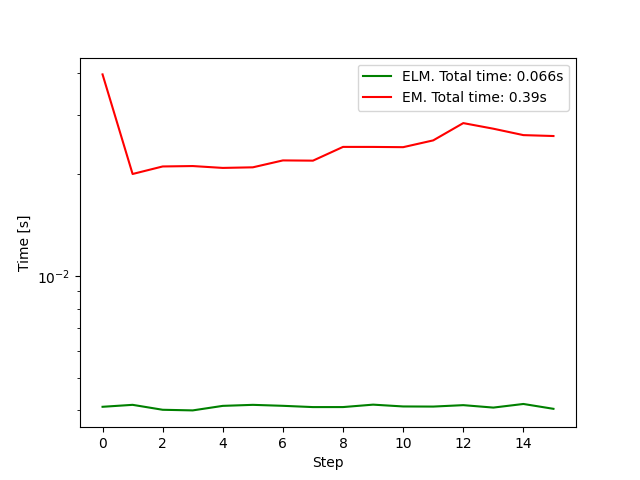 ELM. Total time: 0.066s
EM. Total time: 0.39s
Time [s]
10⁻²
0 2 4 6 8 10 12 14
Step